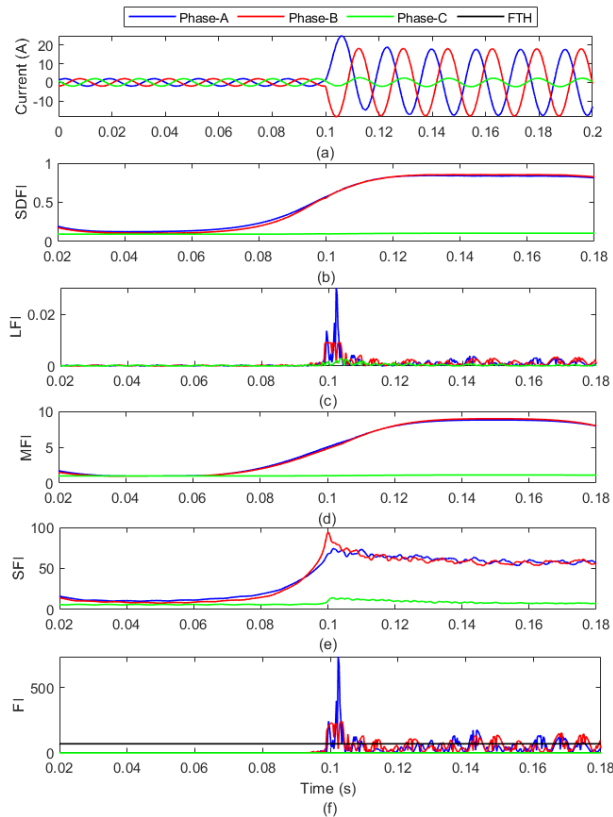 Phase-A Phase-B Phase-C FTH
Current (A)
20
10
0
-10
0 0.02 0.04 0.06 0.08 0.1 0.12 0.14 0.16 0.18 0.2
(a)
SDFI
1
0.5
0
0.02 0.04 0.06 0.08 0.1 0.12 0.14 0.16 0.18
(b)
LFI
0.02
0
0.02 0.04 0.06 0.08 0.1 0.12 0.14 0.16 0.18
(c)
MFI
10
5
0
0.02 0.04 0.06 0.08 0.1 0.12 0.14 0.16 0.18
(d)
SFI
100
50
0
0.02 0.04 0.06 0.08 0.1 0.12 0.14 0.16 0.18
(e)
FI
500
0
0.02 0.04 0.06 0.08 0.1 0.12 0.14 0.16 0.18
Time (s)
(f)